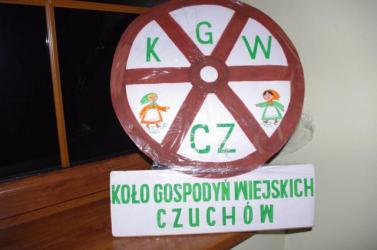 K G W
CZ
KOŁO GOSPODYŃ WIEJSKICH
CZUCHÓW